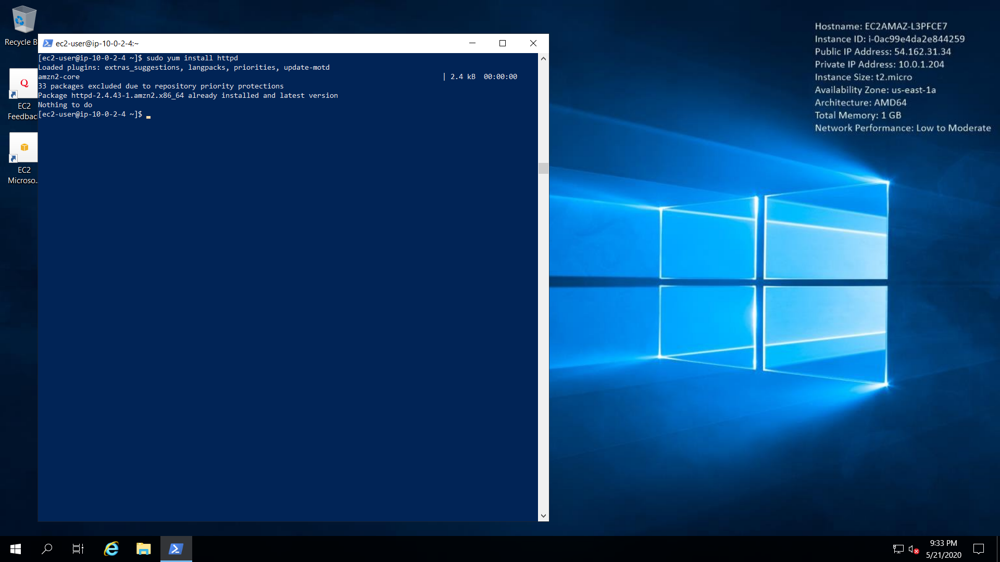 Recycle B
EC2
Feedbac
EC2
Microso..
ec2-user@ip-10-0-2-4:~
[ec2-user@ip-10-0-2-4 ~]$ sudo yum install httpd
Loaded plugins: extras_suggestions, langpacks, priorities, update-motd
amzn2-core | 2.4 kB 00:00:00
33 packages excluded due to repository priority protections
Package httpd-2.4.43-1.amzn2.x86_64 already installed and latest version
Nothing to do
[ec2-user@ip-10-0-2-4 ~]$
Hostname: EC2AMAZ-L3PFCE7
Instance ID: i-0ac99e4da2e844259
Public IP Address: 54.162.31.34
Private IP Address: 10.0.1.204
Instance Size: t2.micro
Availability Zone: us-east-1a
Architecture: AMD64
Total Memory: 1 GB
Network Performance: Low to Moderate
9:33 PM
5/21/2020